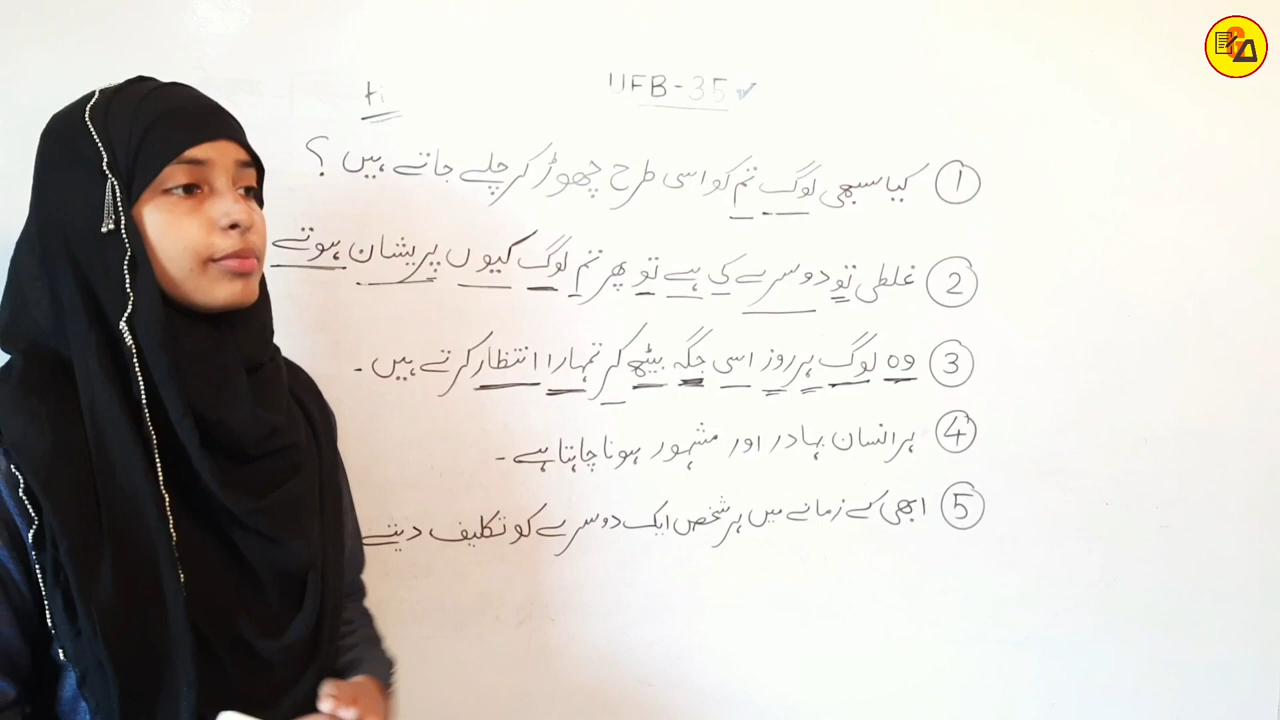 Hi
UFB-35
① کیا سبھی لوگ تم کو اسی طرح چھوڑ کر چلے جاتے ہیں ؟
② غلطی تو دوسرے کی ہے تو پھر تم لوگ کیوں پریشان ہوتے
③ وہ لوگ ہر روز اسی جگہ بیٹھ کر تمہارا انتظار کرتے ہیں -
④ ہر انسان بہادر اور مشہور ہونا چاہتا ہے -
⑤ ابھی کے زمانے میں ہر شخص ایک دوسرے کو تکلیف دیتے